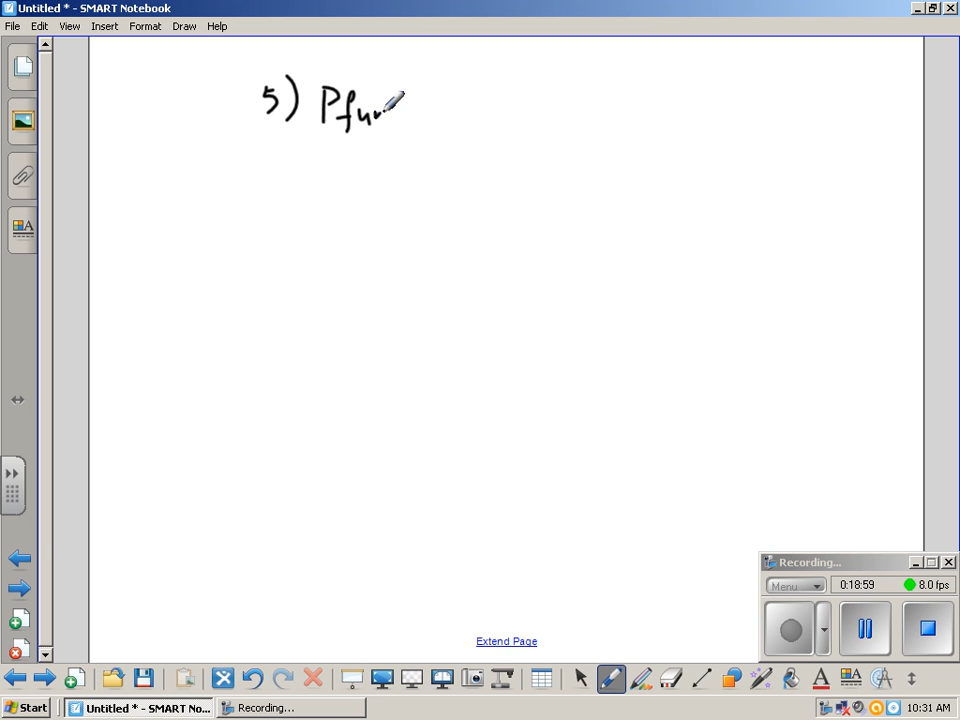 Untitled * - SMART Notebook
File Edit View Insert Format Draw Help
5)
Extend Page
Recording...
Menu 0:18:59 8.0 fps
Start Untitled * - SMART No... Recording... 10:31 AM